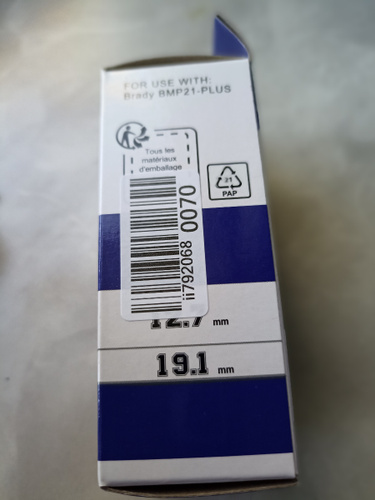 FOR USE WITH:
Brady BMP21-PLUS
Tous les
matériaux
d'emballage
21
PAP
ii792068 0070
12.7 mm
19.1 mm